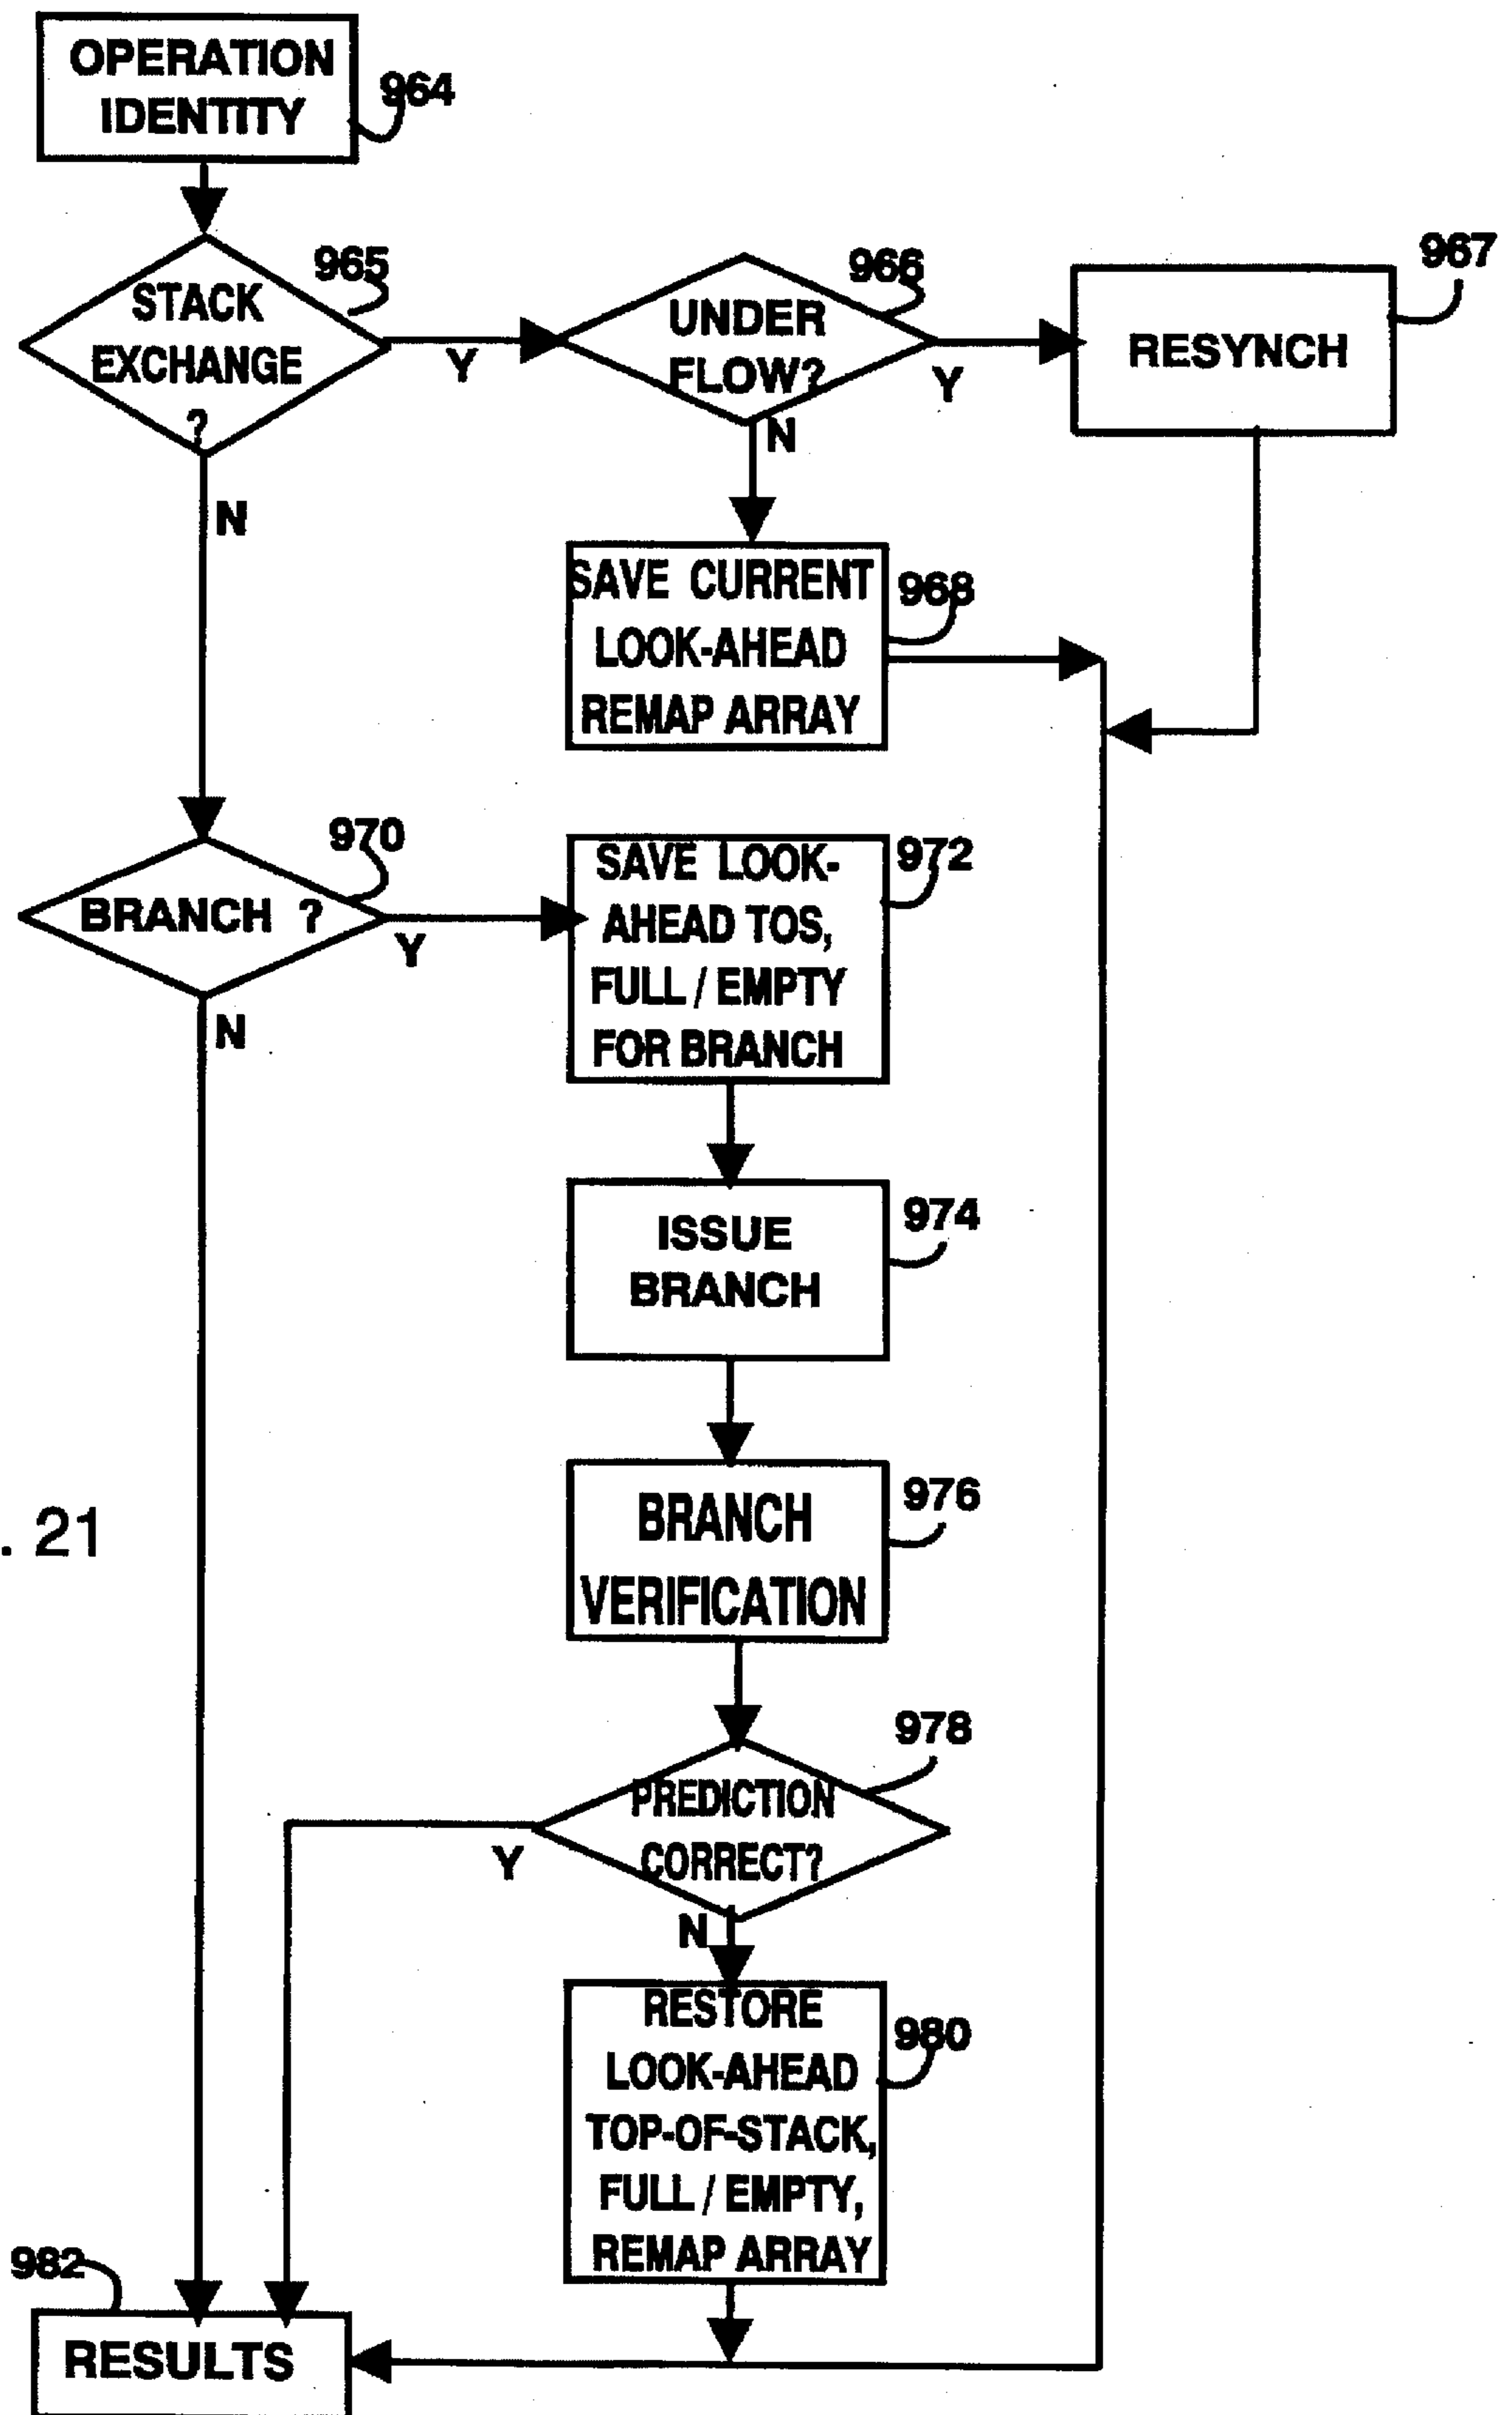 OPERATION
IDENTITY
964
STACK
EXCHANGE
?
965
Y
N
UNDER
FLOW?
966
Y
N
RESYNCH
967
SAVE CURRENT
LOOK-AHEAD
REMAP ARRAY
968
BRANCH ?
970
Y
N
SAVE LOOK-
AHEAD TOS,
FULL / EMPTY
FOR BRANCH
972
ISSUE
BRANCH
974
BRANCH
VERIFICATION
976
. 21
PREDICTION
CORRECT?
978
Y
N
RESTORE
LOOK-AHEAD
TOP-OF-STACK,
FULL / EMPTY,
REMAP ARRAY
980
982
RESULTS